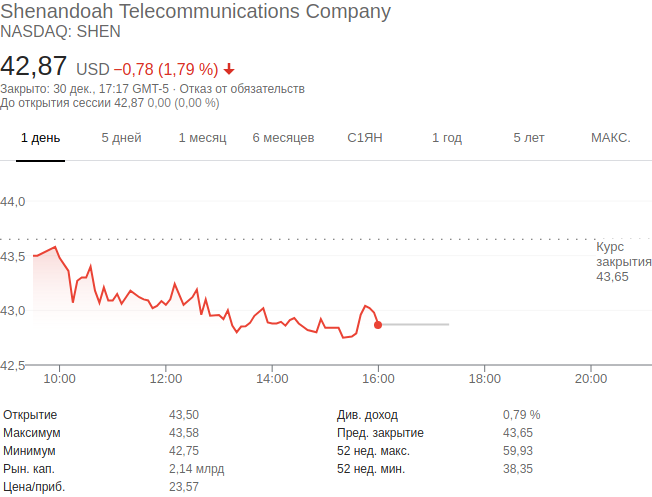 Shenandoah Telecommunications Company
NASDAQ: SHEN
42,87 USD −0,78 (1,79 %)
Закрыто: 30 дек., 17:17 GMT-5 · Отказ от обязательств
До открытия сессии 42,87 0,00 (0,00 %)
1 день 5 дней 1 месяц 6 месяцев С1ЯН 1 год 5 лет МАКС.
44,0
43,5
43,0
42,5
Курс
закрытия
43,65
10:00 12:00 14:00 16:00 18:00 20:00
Открытие 43,50 Див. доход 0,79 %
Максимум 43,58 Пред. закрытие 43,65
Минимум 42,75 52 нед. макс. 59,93
Рын. кап. 2,14 млрд 52 нед. мин. 38,35
Цена/приб. 23,57